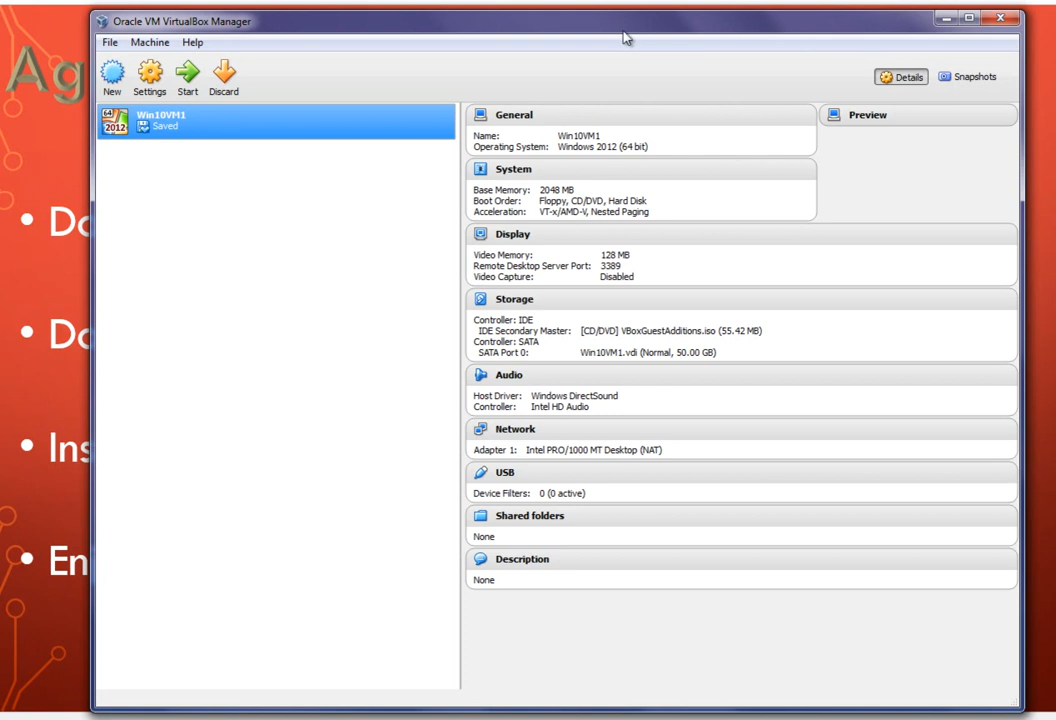 Oracle VM VirtualBox Manager
File Machine Help
New Settings Start Discard
Details Snapshots
Win10VM1
Saved
64
2012
General
Name: Win10VM1
Operating System: Windows 2012 (64 bit)
Preview
System
Base Memory: 2048 MB
Boot Order: Floppy, CD/DVD, Hard Disk
Acceleration: VT-x/AMD-V, Nested Paging
Display
Video Memory: 128 MB
Remote Desktop Server Port: 3389
Video Capture: Disabled
Storage
Controller: IDE
IDE Secondary Master: [CD/DVD] VBoxGuestAdditions.iso (55.42 MB)
Controller: SATA
SATA Port 0: Win10VM1.vdi (Normal, 50.00 GB)
Audio
Host Driver: Windows DirectSound
Controller: Intel HD Audio
Network
Adapter 1: Intel PRO/1000 MT Desktop (NAT)
USB
Device Filters: 0 (0 active)
Shared folders
None
Description
None
Ag
• Do
• Do
• Ins
• En